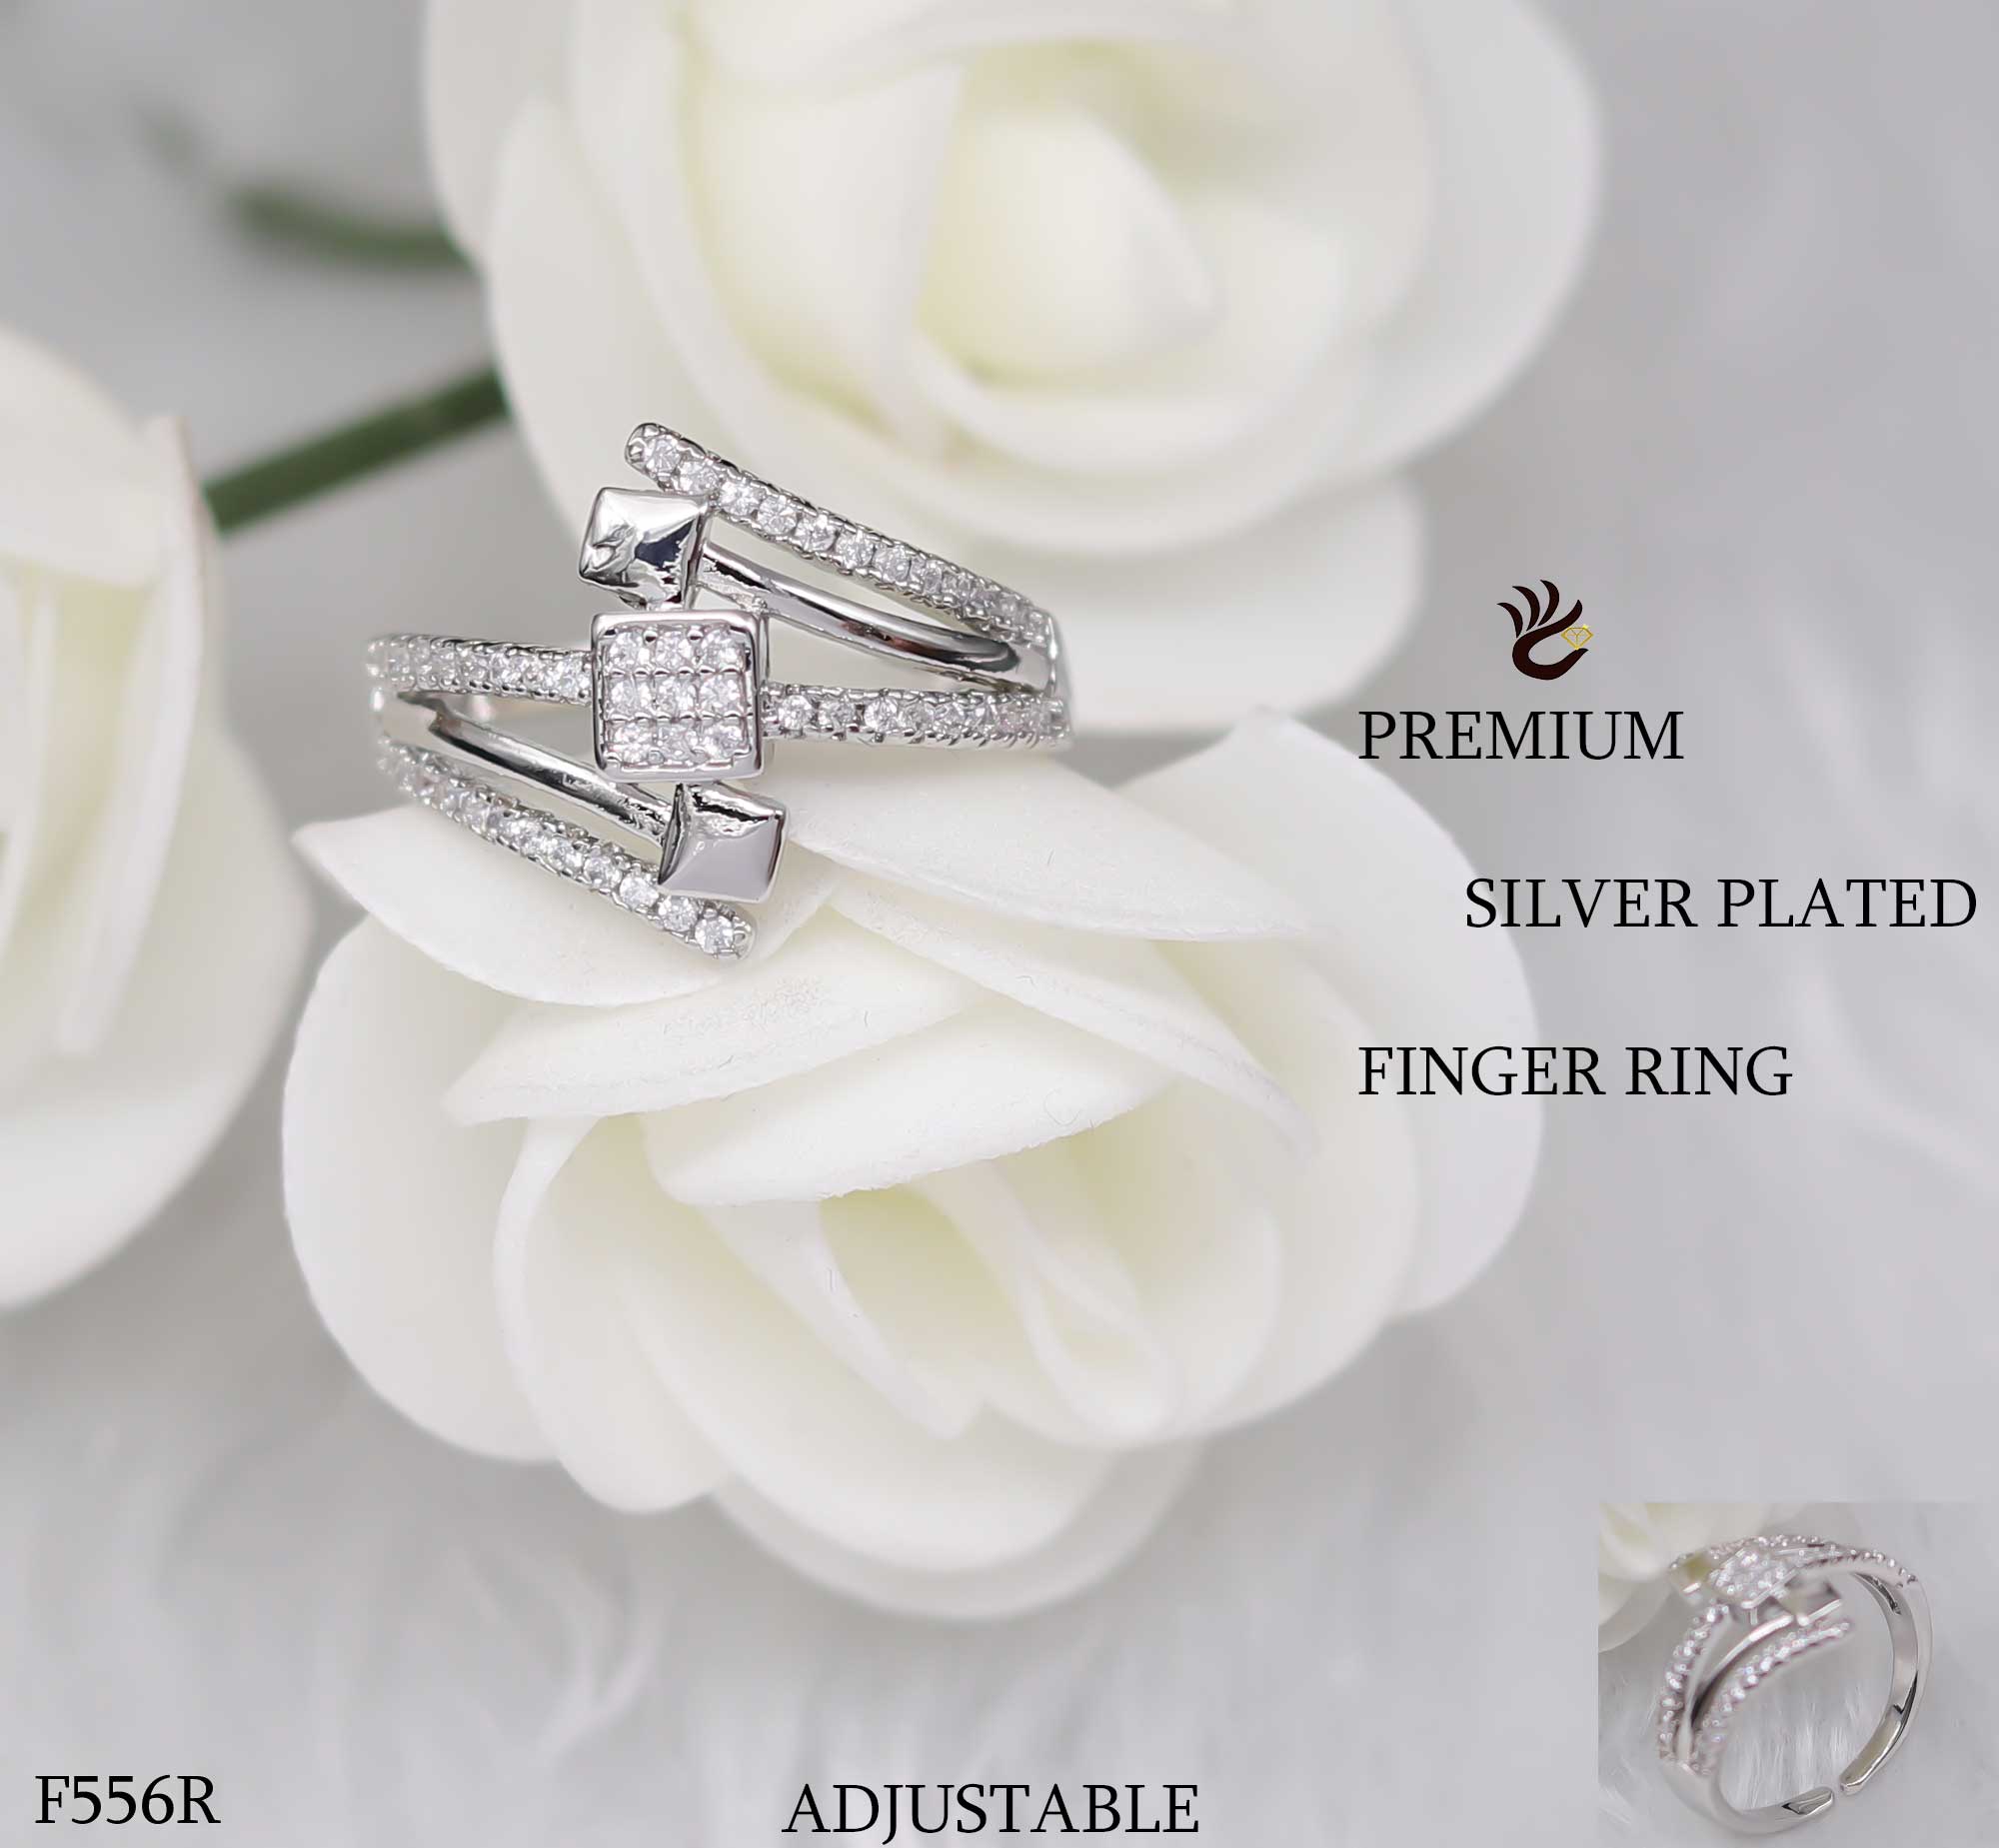 PREMIUM
SILVER PLATED
FINGER RING
F556R
ADJUSTABLE